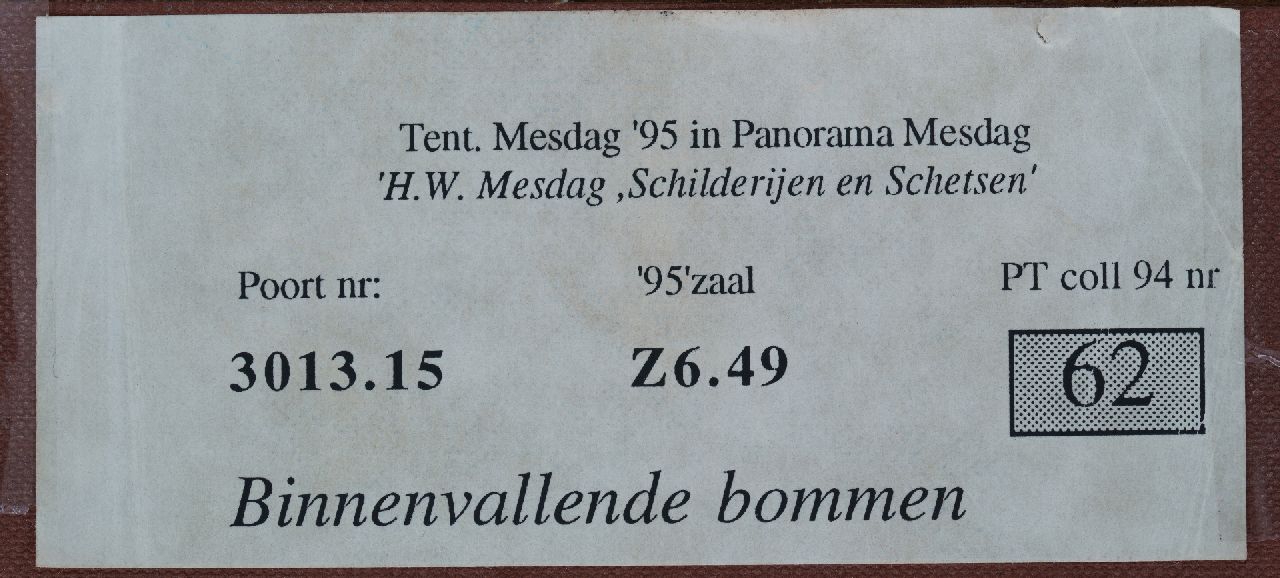 Tent. Mesdag '95 in Panorama Mesdag
'H.W. Mesdag ,Schilderijen en Schetsen'
Poort nr: '95'zaal PT coll 94 nr
3013.15 Z6.49 62
Binnenvallende bommen